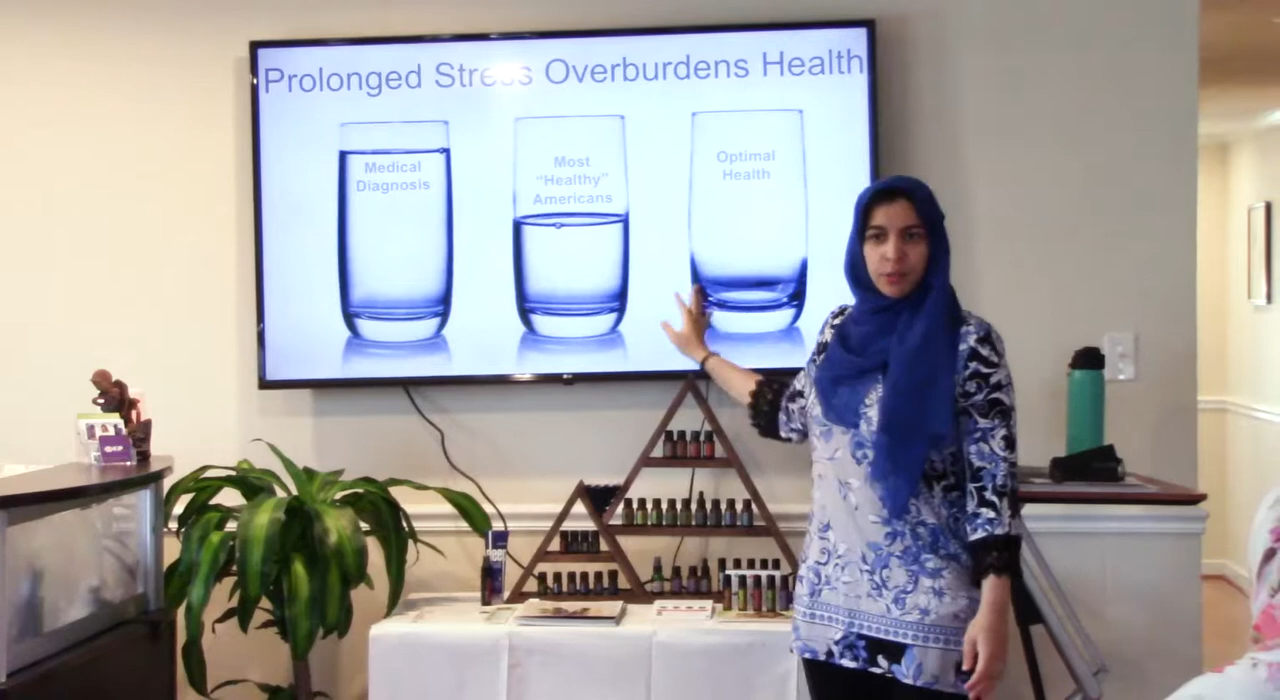 Prolonged Stress Overburdens Health
Medical
Diagnosis
Most
“Healthy”
Americans
Optimal
Health